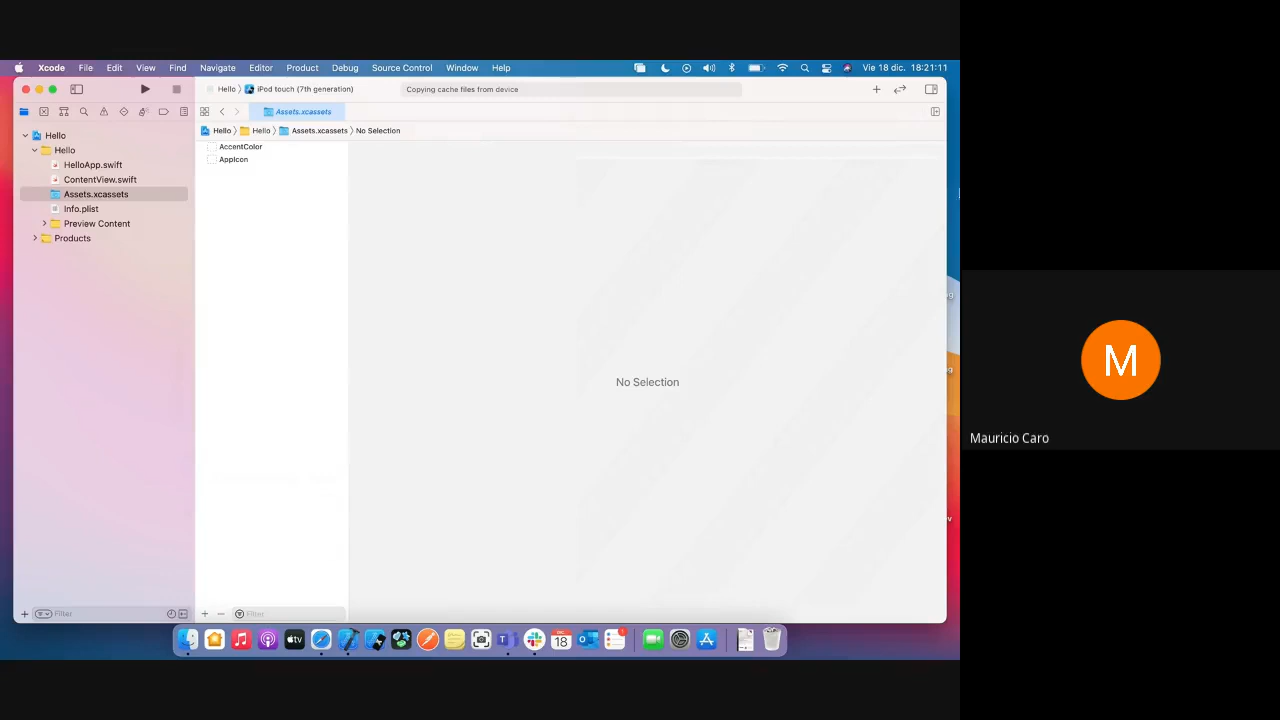 Xcode File Edit View Find Navigate Editor Product Debug Source Control Window Help Vie 18 dic. 18:21:11
Hello iPod touch (7th generation) Copying cache files from device
Assets.xcassets
Hello Hello Assets.xcassets No Selection
Hello
Hello
HelloApp.swift
ContentView.swift
Assets.xcassets
Info.plist
Preview Content
Products
Filter
AccentColor
AppIcon
Filter
No Selection
tv
18
M
Mauricio Caro